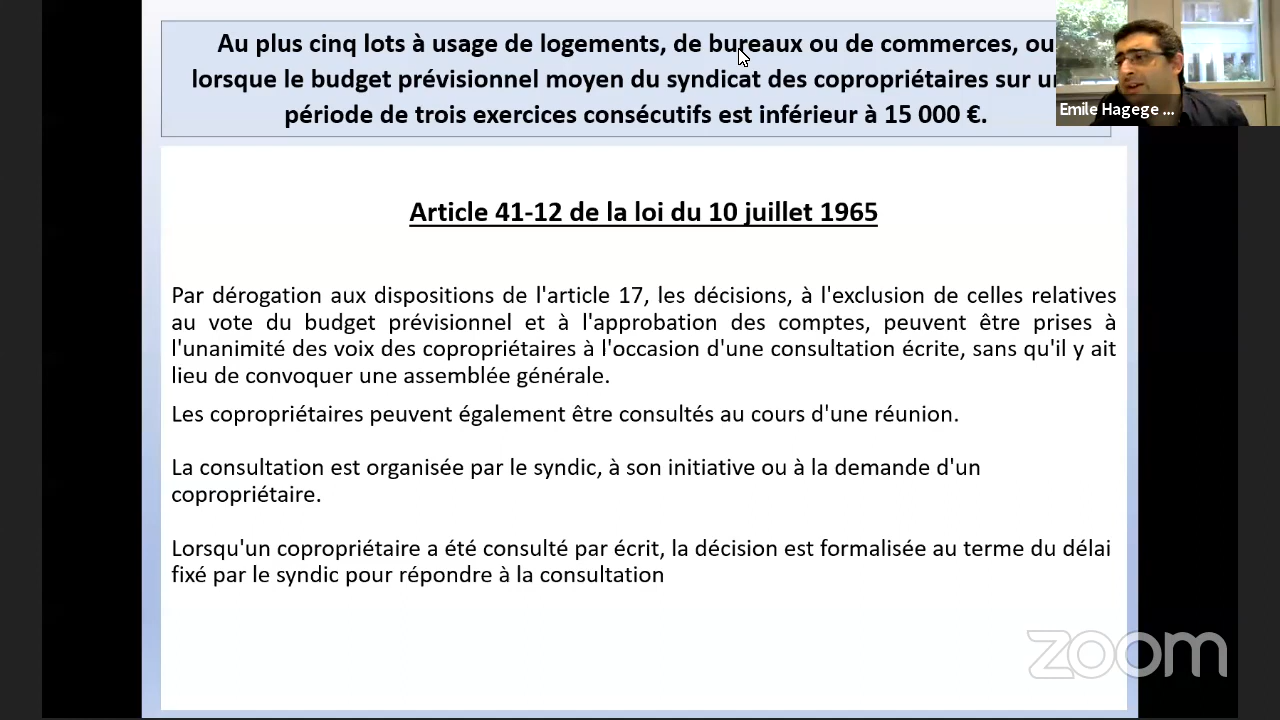 Au plus cinq lots à usage de logements, de bureaux ou de commerces, ou
lorsque le budget prévisionnel moyen du syndicat des copropriétaires sur
période de trois exercices consécutifs est inférieur à 15 000 €.
Emile Hagege ...
Article 41-12 de la loi du 10 juillet 1965
Par dérogation aux dispositions de l'article 17, les décisions, à l'exclusion de celles relatives
au vote du budget prévisionnel et à l'approbation des comptes, peuvent être prises à
l'unanimité des voix des copropriétaires à l'occasion d'une consultation écrite, sans qu'il y ait
lieu de convoquer une assemblée générale.
Les copropriétaires peuvent également être consultés au cours d'une réunion.
La consultation est organisée par le syndic, à son initiative ou à la demande d'un
copropriétaire.
Lorsqu'un copropriétaire a été consulté par écrit, la décision est formalisée au terme du délai
fixé par le syndic pour répondre à la consultation
zoom